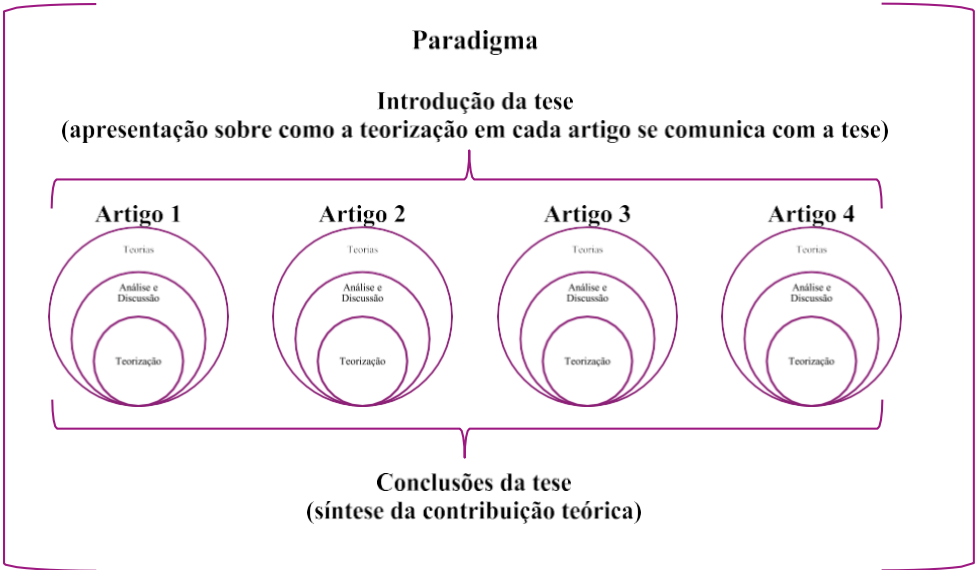 Paradigma
Introdução da tese
(apresentação sobre como a teorização em cada artigo se comunica com a tese)
Artigo 1
Teorias
Análise e
Discussão
Teorização
Artigo 2
Teorias
Análise e
Discussão
Teorização
Artigo 3
Teorias
Análise e
Discussão
Teorização
Artigo 4
Teorias
Análise e
Discussão
Teorização
Conclusões da tese
(síntese da contribuição teórica)